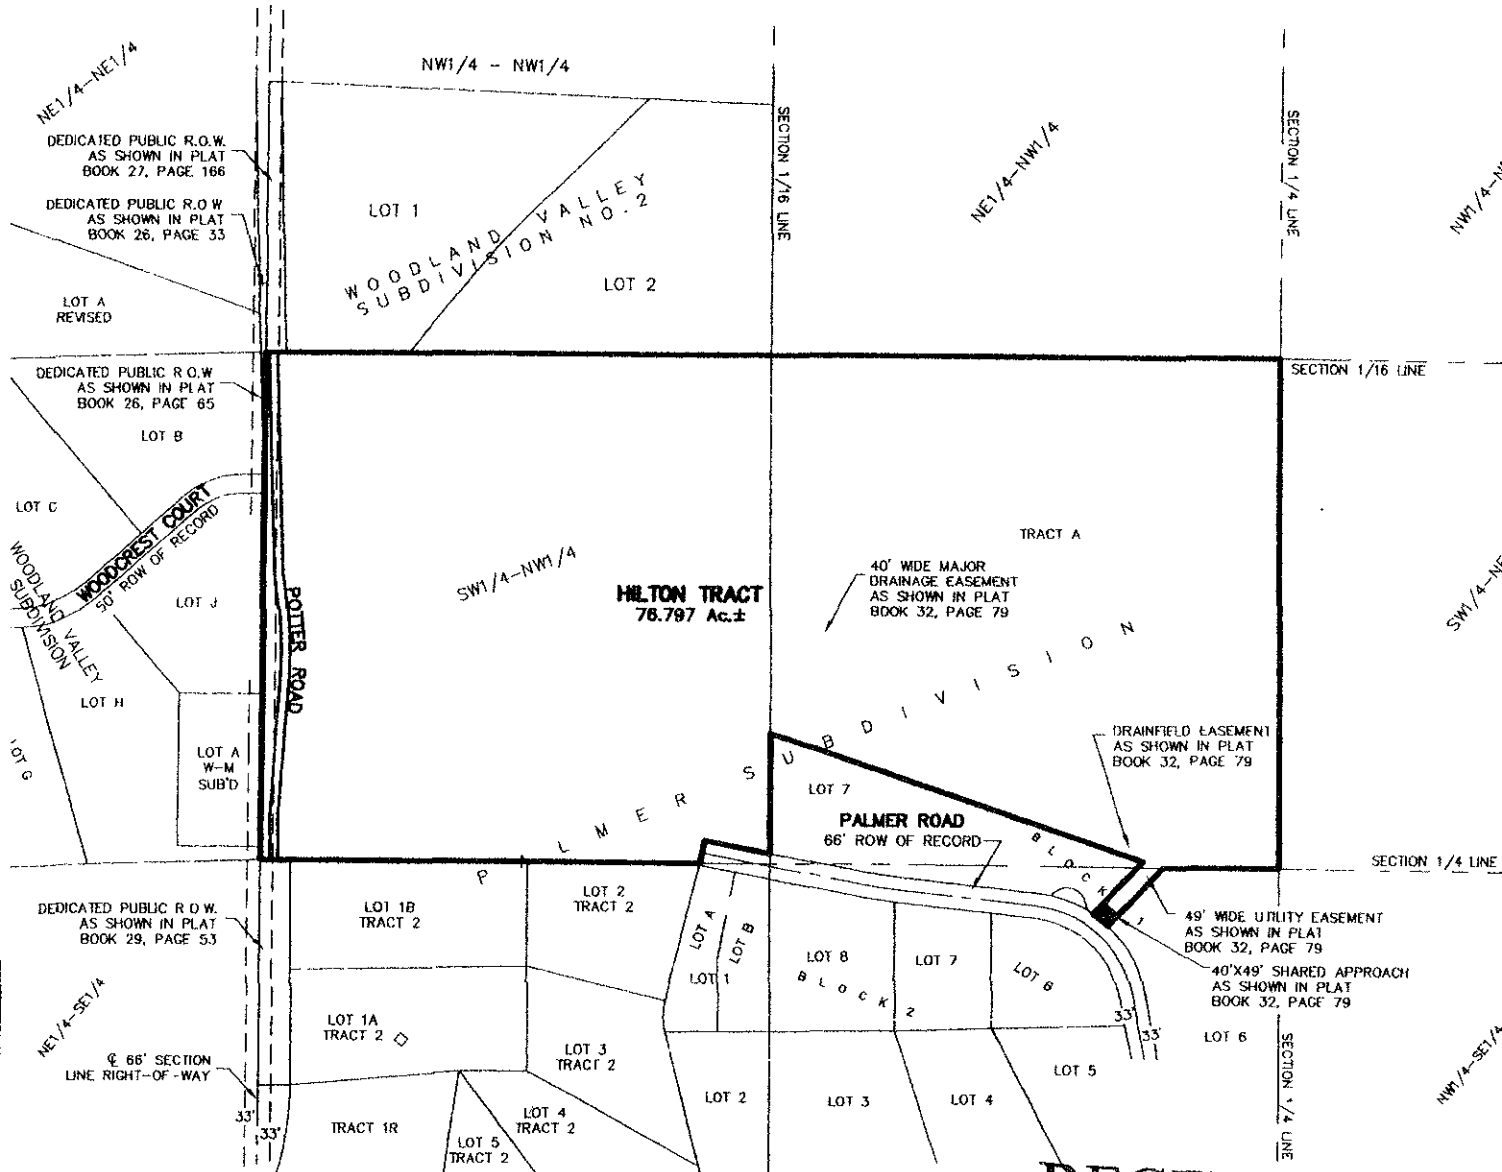 NE1/4-NE1/4
NW1/4 - NW1/4
DEDICATED PUBLIC R.O.W.
AS SHOWN IN PLAT
BOOK 27, PAGE 166
DEDICATED PUBLIC R.O.W
AS SHOWN IN PLAT
BOOK 26, PAGE 33
LOT 1
WOODLAND VALLEY
SUBDIVISION NO.2
LOT 2
SECTION 1/16 LINE
NE1/4-NW1/4
SECTION 1/4 LINE
LOT A
REVISED
DEDICATED PUBLIC R.O.W
AS SHOWN IN PLAT
BOOK 26, PAGE 65
SECTION 1/16 LINE
LOT B
LOT C
WOODCREST COURT
50' ROW OF RECORD
WOODLAND VALLEY
SUBDIVISION
LOT J
LOT H
LOT G
LOT A
W-M
SUB'D
POTTER ROAD
SW1/4-NW1/4
HILTON TRACT
76.797 Ac.±
TRACT A
40' WIDE MAJOR
DRAINAGE EASEMENT
AS SHOWN IN PLAT
BOOK 32, PAGE 79
P LMER SUBDIVISION
DRAINFIELD EASEMENT
AS SHOWN IN PLAT
BOOK 32, PAGE 79
LOT 7
PALMER ROAD
66' ROW OF RECORD
BLOCK 1
SECTION 1/4 LINE
DEDICATED PUBLIC R.O.W.
AS SHOWN IN PLAT
BOOK 29, PAGE 53
LOT 1B
TRACT 2
LOT 2
TRACT 2
LOT A
LOT B
LOT 1
LOT 8
LOT 7
LOT 6
BLOCK 2
49' WIDE UTILITY EASEMENT
AS SHOWN IN PLAT
BOOK 32, PAGE 79
40'X49' SHARED APPROACH
AS SHOWN IN PLAT
BOOK 32, PAGE 79
33'
33'
LOT 6
NE1/4-SE1/4
LOT 1A
TRACT 2
LOT 3
TRACT 2
℄ 66' SECTION
LINE RIGHT-OF-WAY
LOT 2
LOT 3
LOT 4
LOT 5
SECTION 1/4 LINE
NW1/4-SE1/4
33'
33'
TRACT 1R
LOT 4
TRACT 2
LOT 5
TRACT 2